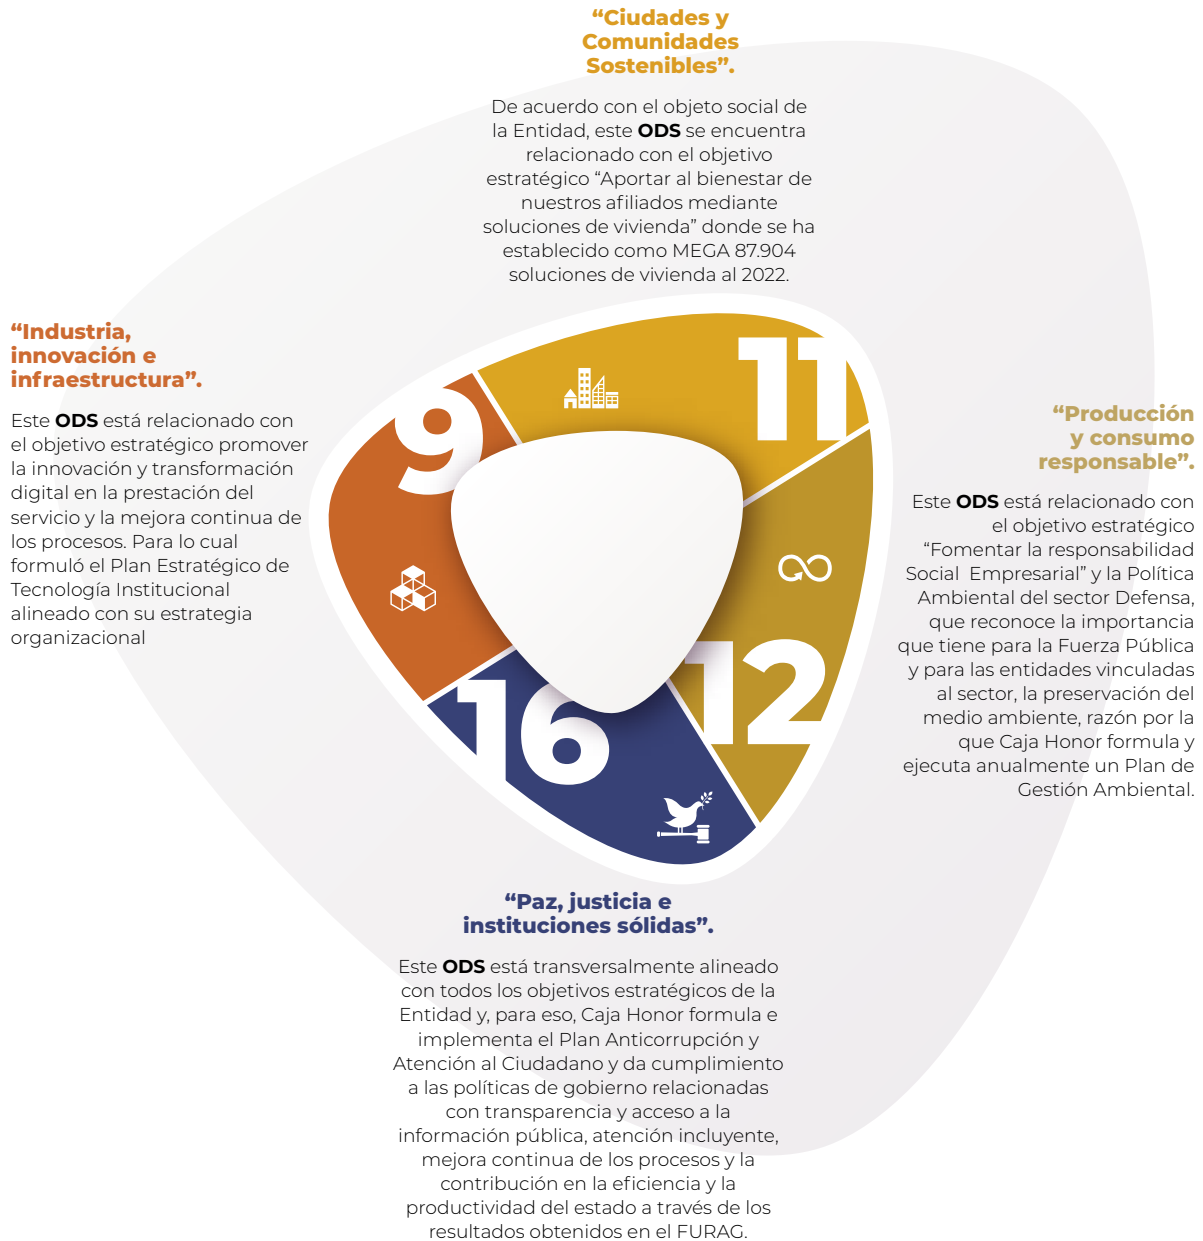 “Ciudades y
Comunidades
Sostenibles”.
De acuerdo con el objeto social de
la Entidad, este ODS se encuentra
relacionado con el objetivo
estratégico “Aportar al bienestar de
nuestros afiliados mediante
soluciones de vivienda” donde se ha
establecido como MEGA 87.904
soluciones de vivienda al 2022.
“Industria,
innovación e
infraestructura”.
Este ODS está relacionado con
el objetivo estratégico promover
la innovación y transformación
digital en la prestación del
servicio y la mejora continua de
los procesos. Para lo cual
formuló el Plan Estratégico de
Tecnología Institucional
alineado con su estrategia
organizacional
9
11
12
16
“Producción
y consumo
responsable”.
Este ODS está relacionado con
el objetivo estratégico
“Fomentar la responsabilidad
Social  Empresarial” y la Política
Ambiental del sector Defensa,
que reconoce la importancia
que tiene para la Fuerza Pública
y para las entidades vinculadas
al sector, la preservación del
medio ambiente, razón por la
que Caja Honor formula y
ejecuta anualmente un Plan de
Gestión Ambiental.
“Paz, justicia e
instituciones sólidas”.
Este ODS está transversalmente alineado
con todos los objetivos estratégicos de la
Entidad y, para eso, Caja Honor formula e
implementa el Plan Anticorrupción y
Atención al Ciudadano y da cumplimiento
a las políticas de gobierno relacionadas
con transparencia y acceso a la
información pública, atención incluyente,
mejora continua de los procesos y la
contribución en la eficiencia y la
productividad del estado a través de los
resultados obtenidos en el FURAG.